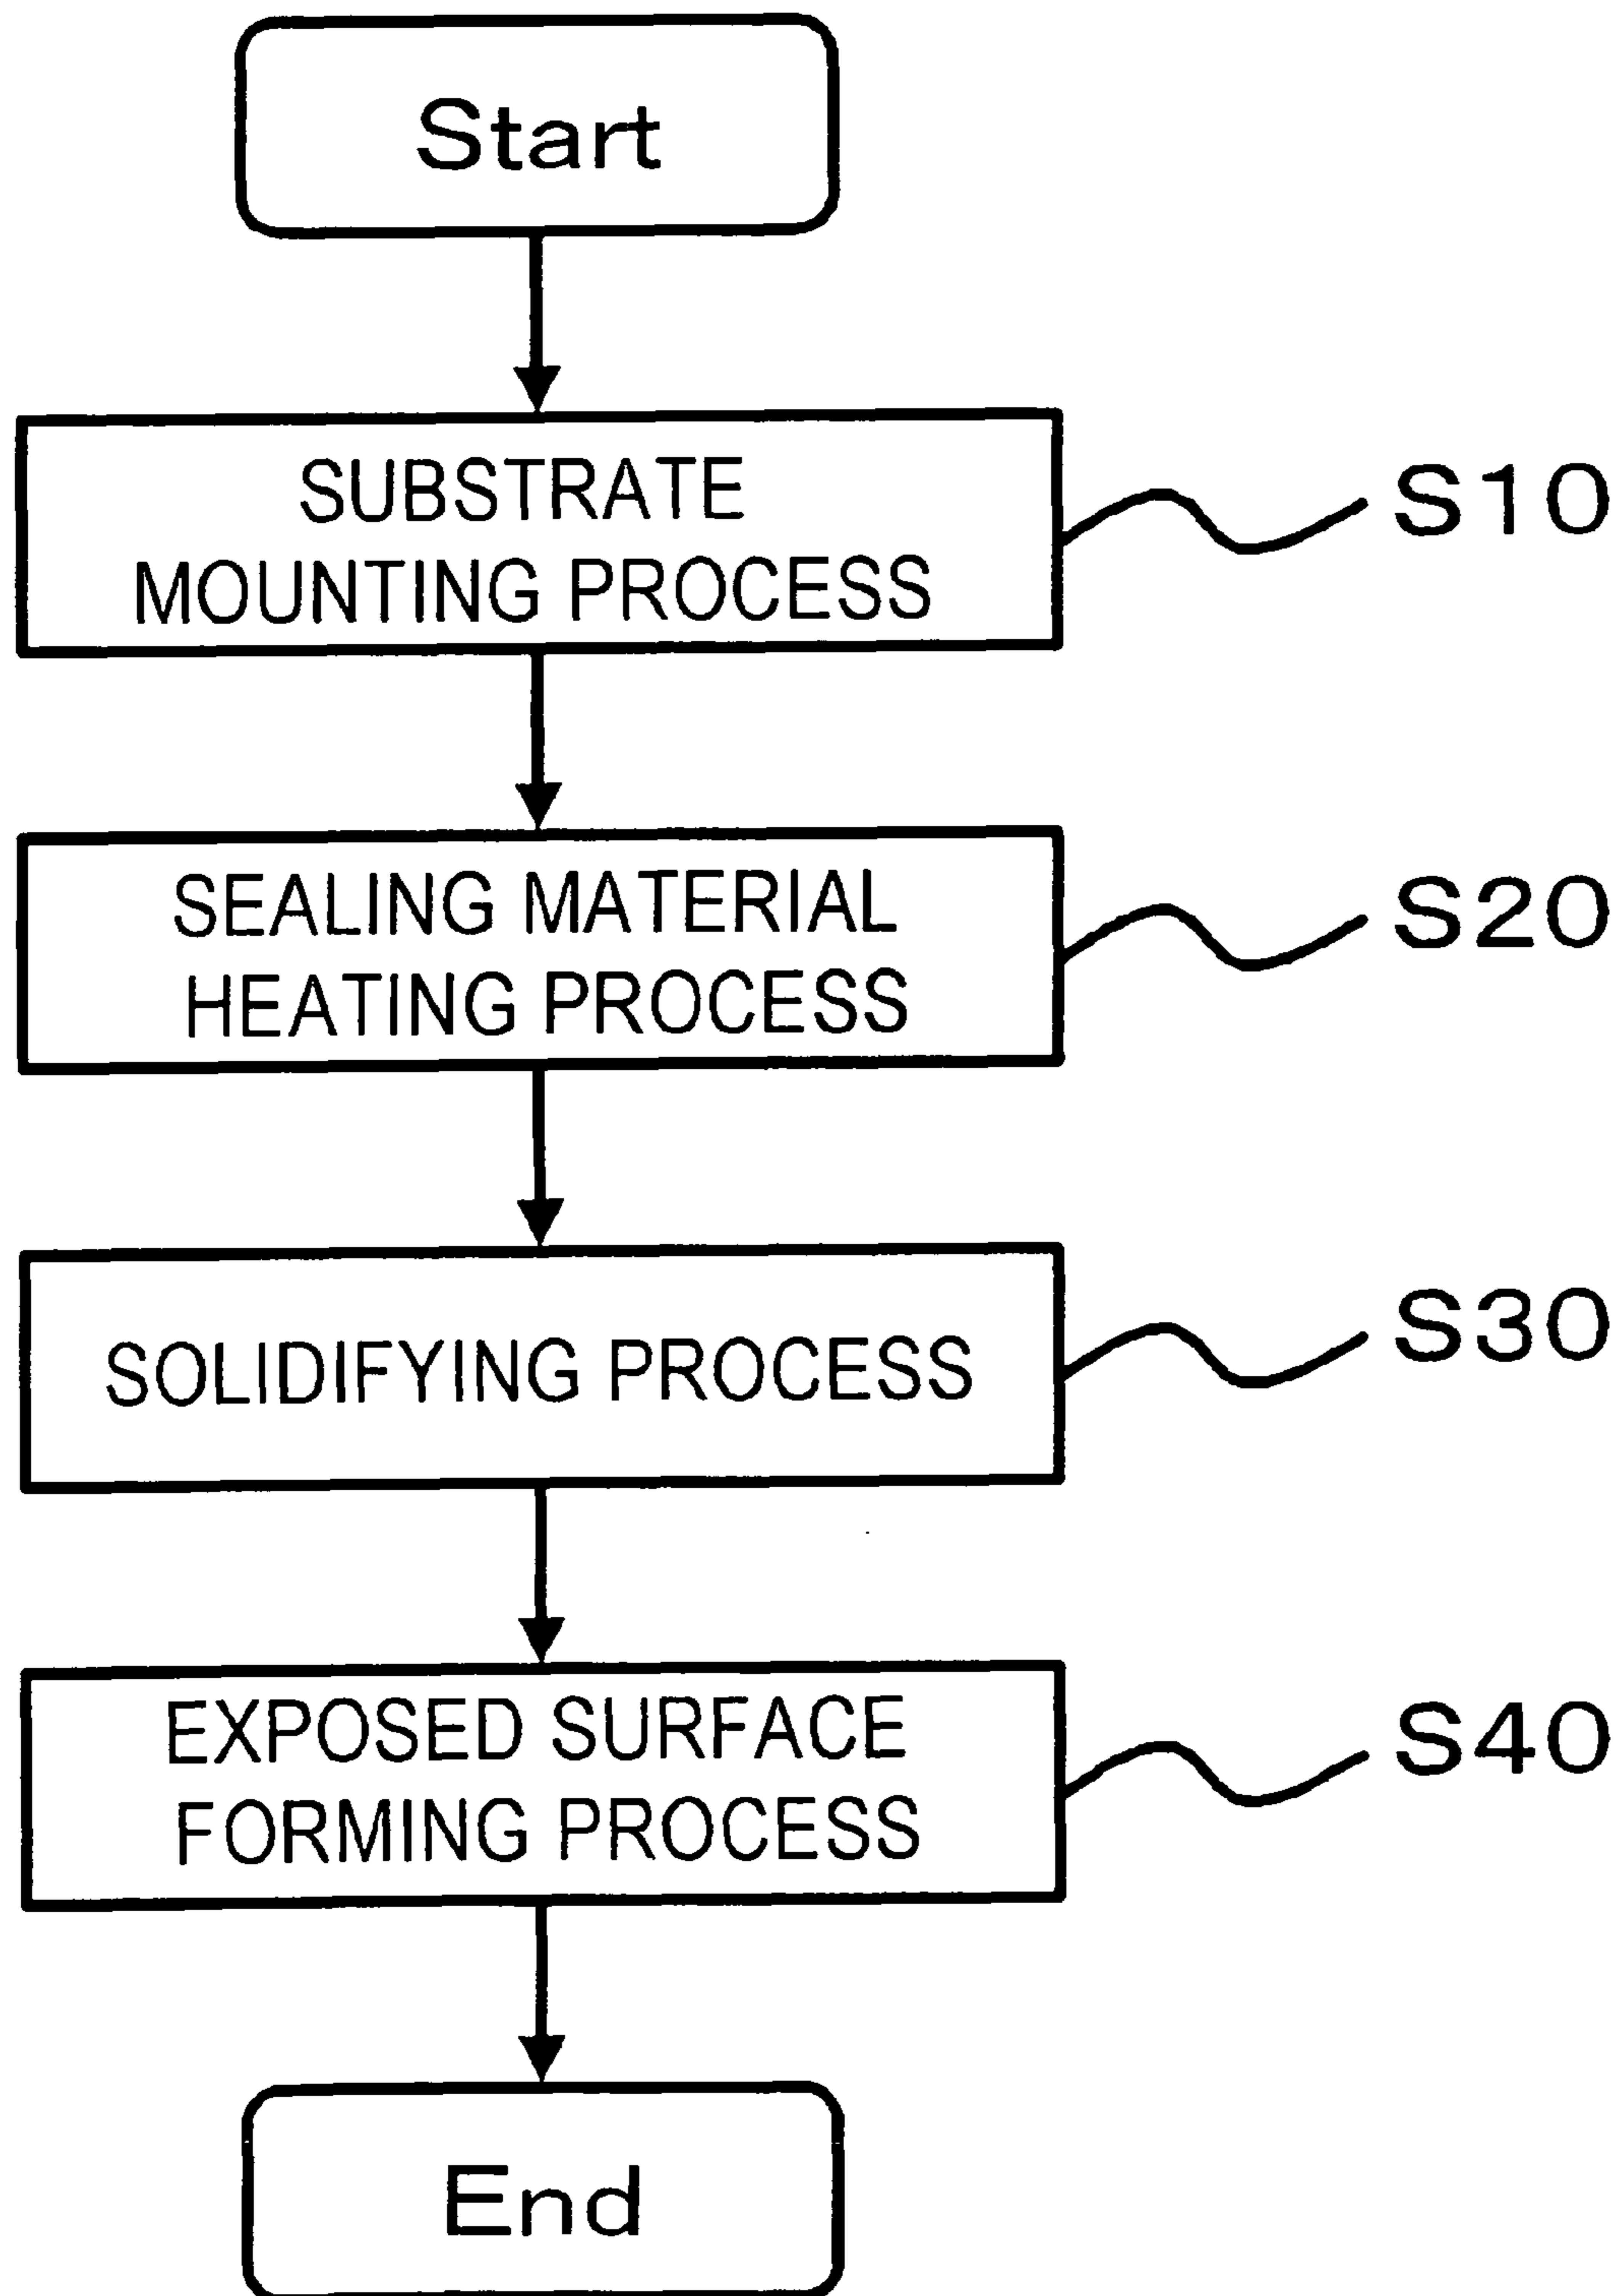 Start
SUBSTRATE
MOUNTING PROCESS
S10
SEALING MATERIAL
HEATING PROCESS
S20
SOLIDIFYING PROCESS
S30
EXPOSED SURFACE
FORMING PROCESS
S40
End